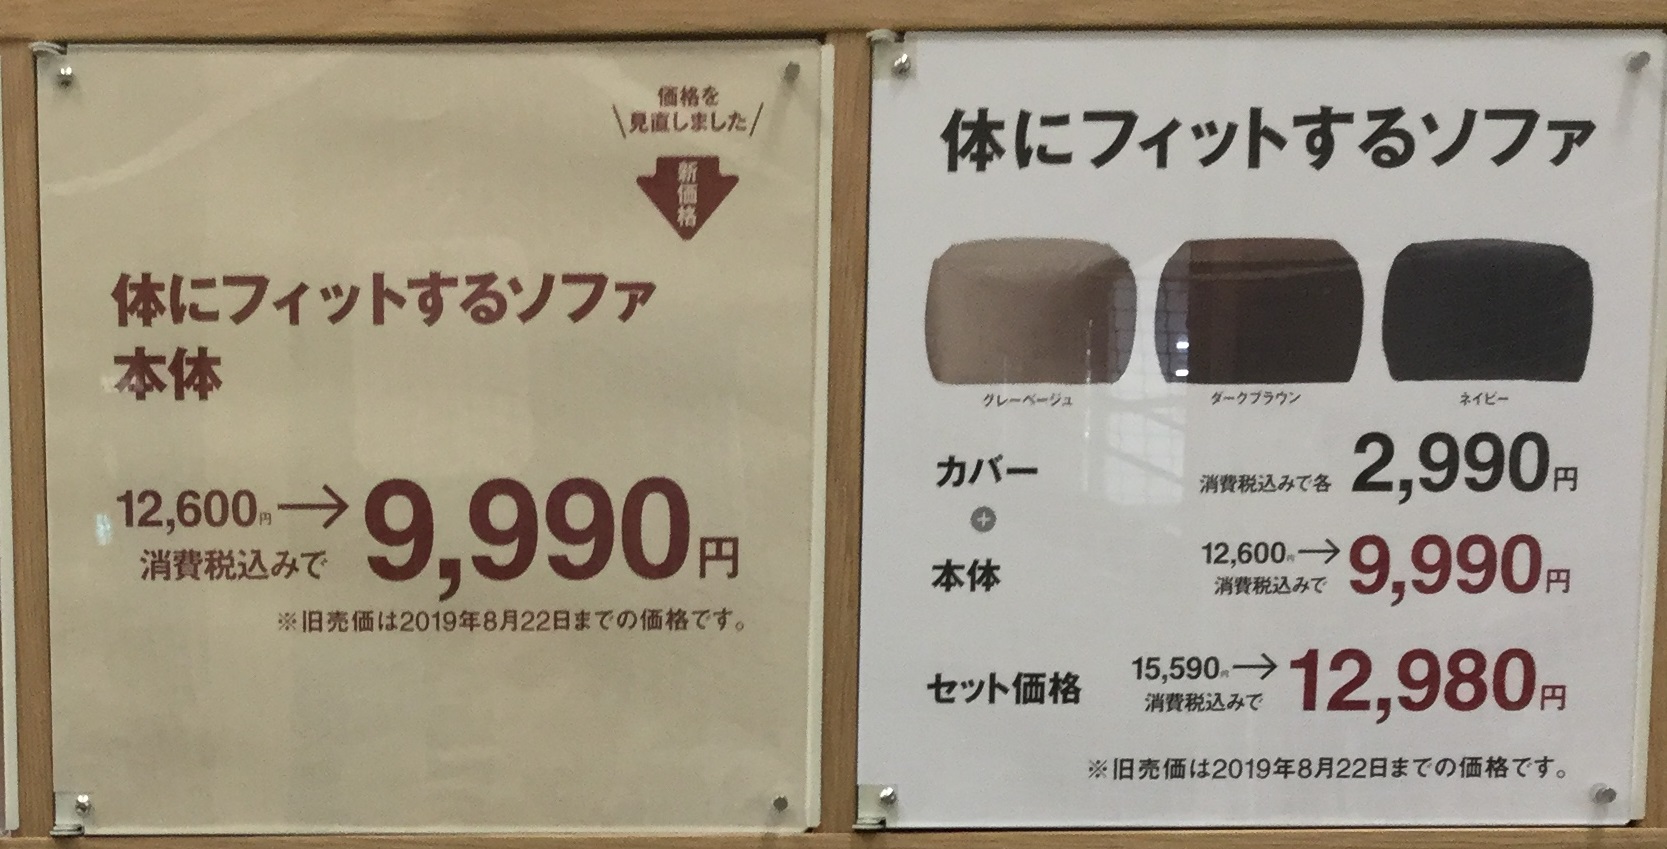 価格を
\見直しました/
新価格
体にフィットするソファ
本体
12,600円→9,990円
消費税込みで
※旧売価は2019年8月22日までの価格です。
体にフィットするソファ
グレーベージュ ダークブラウン ネイビー
カバー 消費税込みで各 2,990円
+
本体 12,600円→9,990円
消費税込みで
セット価格 15,590円→12,980円
消費税込みで
※旧売価は2019年8月22日までの価格です。